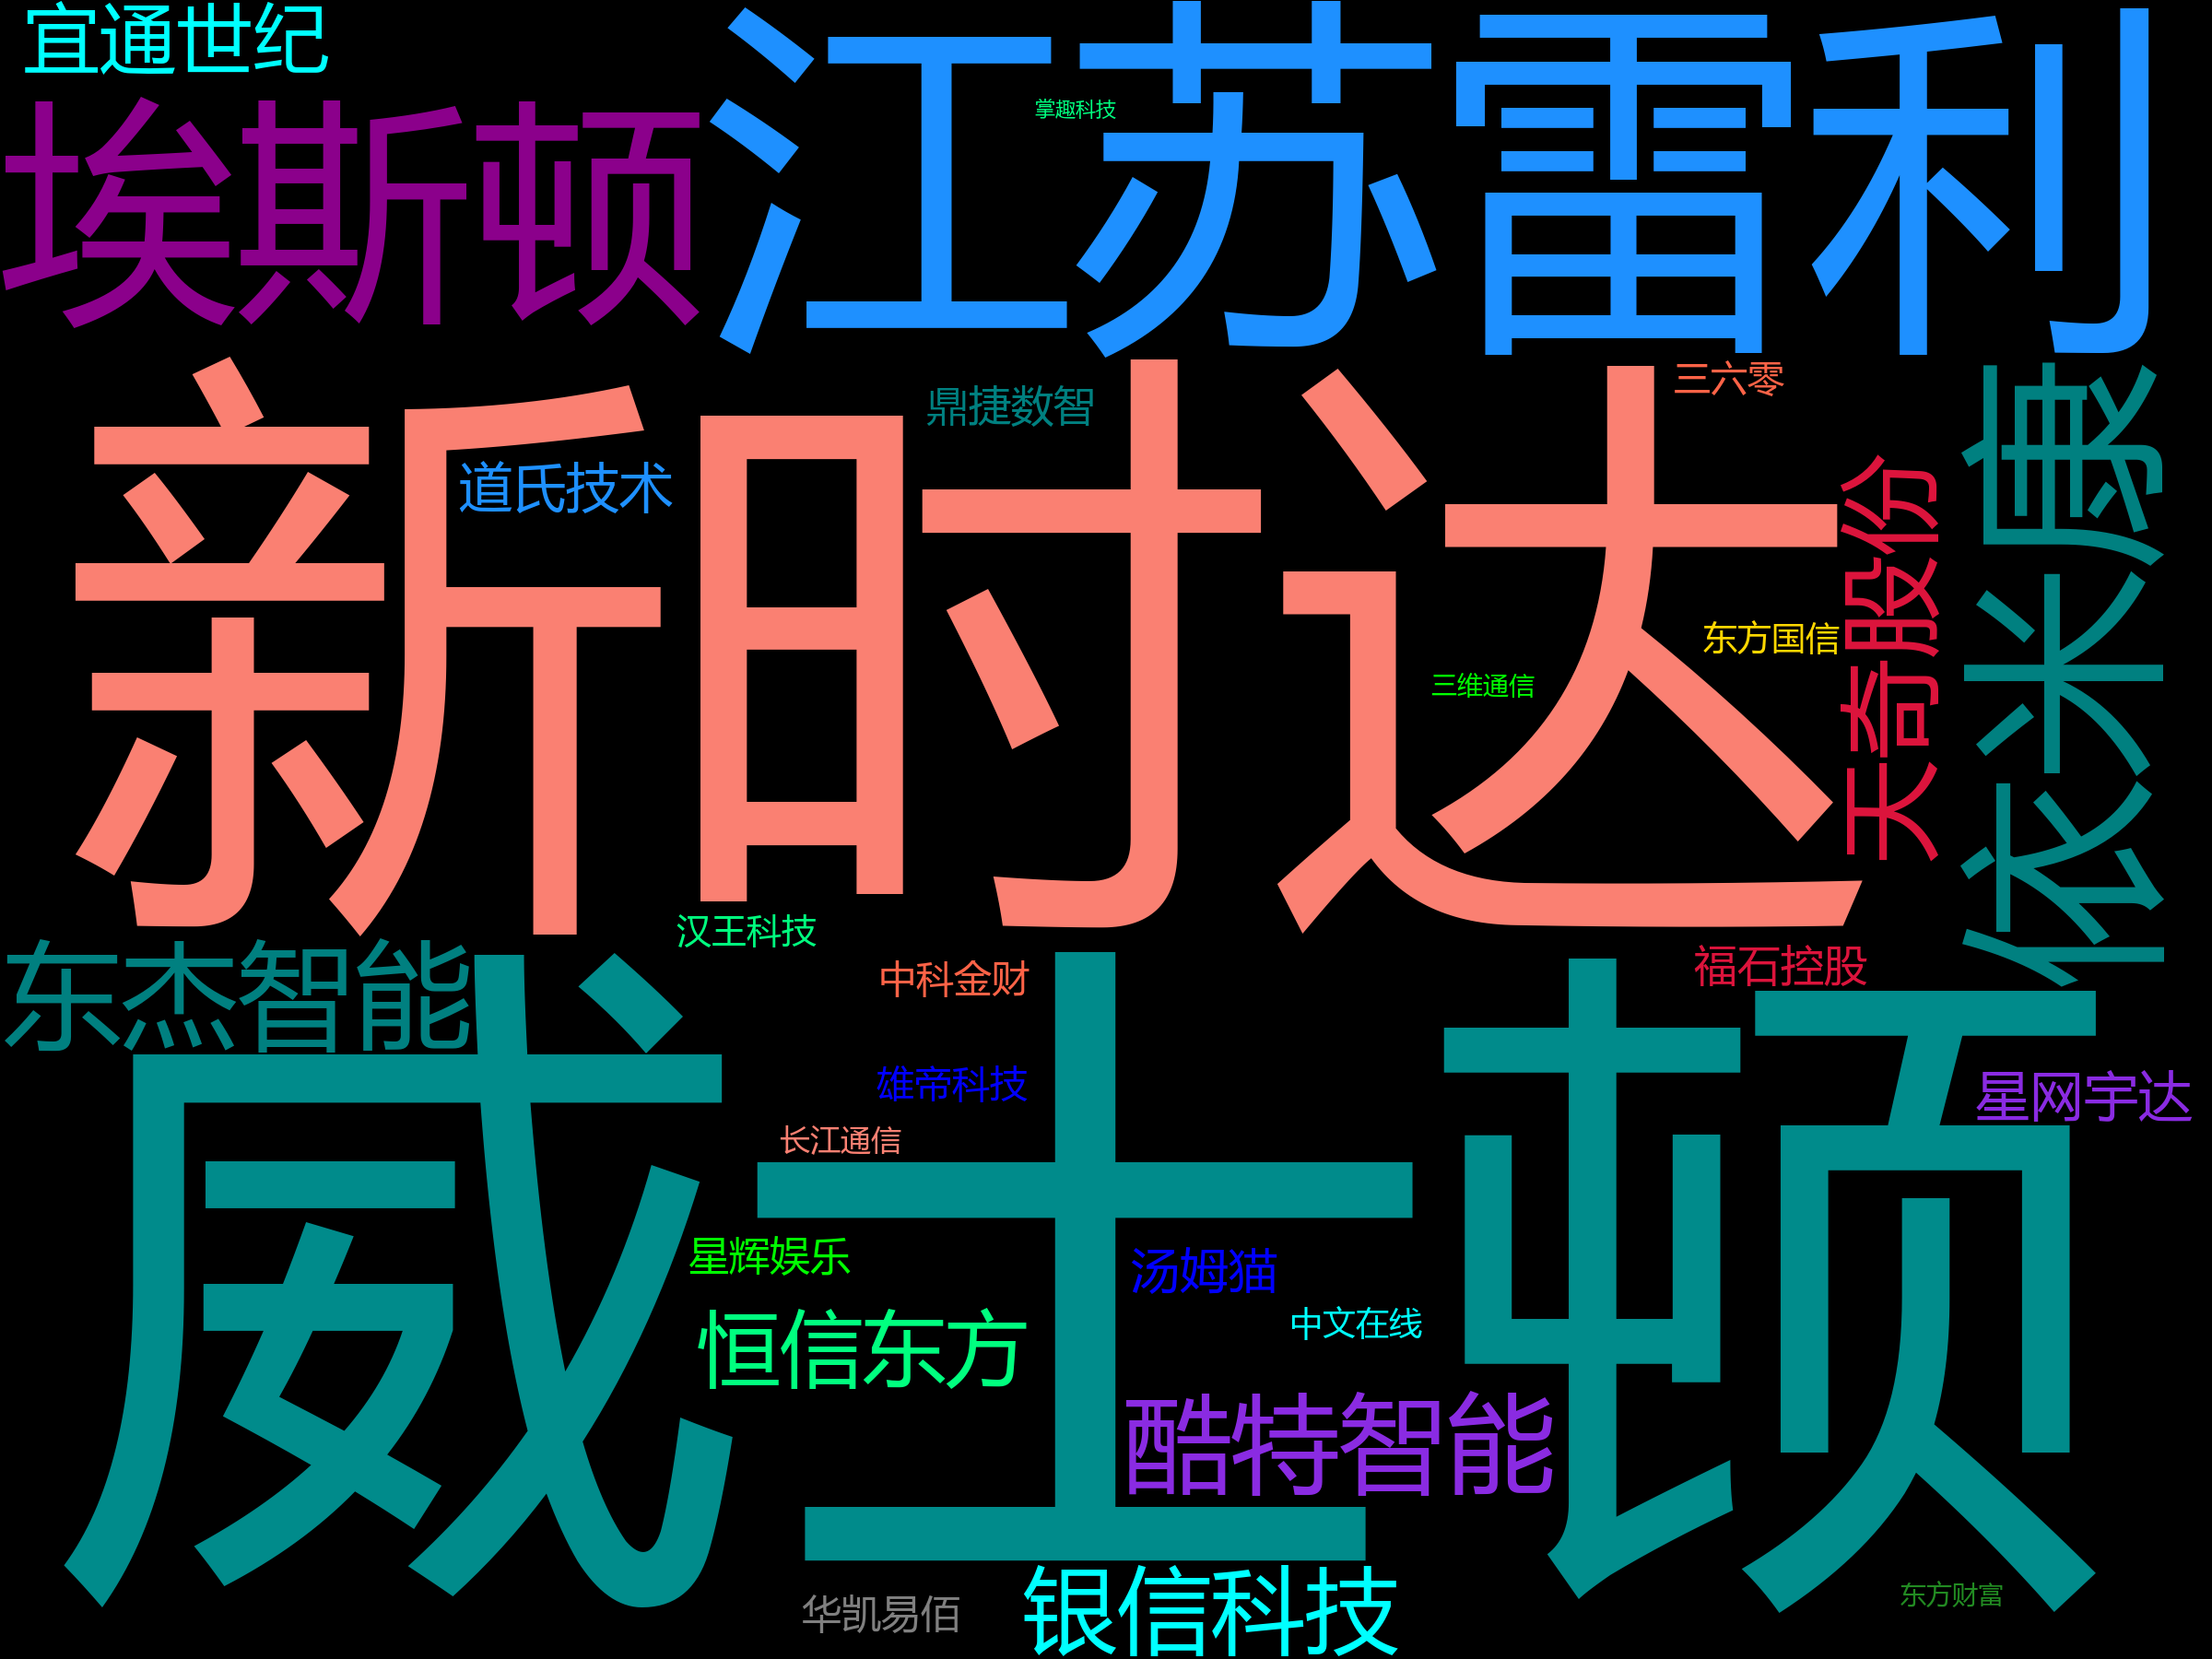 宜通世纪
江苏雷利
掌趣科技
埃斯顿
新时达
三六零
鼎捷数智
依米康
道氏技术
天奇股份
东方国信
三维通信
汉王科技
东杰智能
福石控股
中科金财
威士顿
雄帝科技
星网宇达
长江通信
星辉娱乐
汤姆猫
恒信东方
中文在线
酷特智能
银信科技
华凯易佰
东方财富